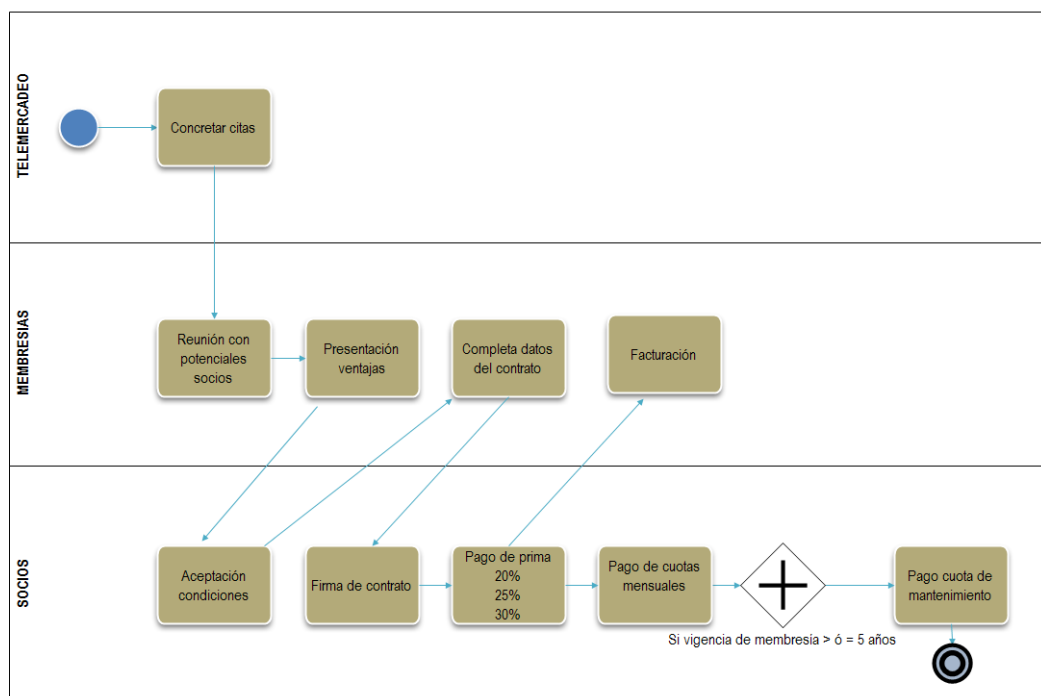 TELEMERCADEO
Concretar citas
MEMBRESIAS
Reunión con
potenciales
socios
Presentación
ventajas
Completa datos
del contrato
Facturación
SOCIOS
Aceptación
condiciones
Firma de contrato
Pago de prima
20%
25%
30%
Pago de cuotas
mensuales
Si vigencia de membresía > ó = 5 años
Pago cuota de
mantenimiento